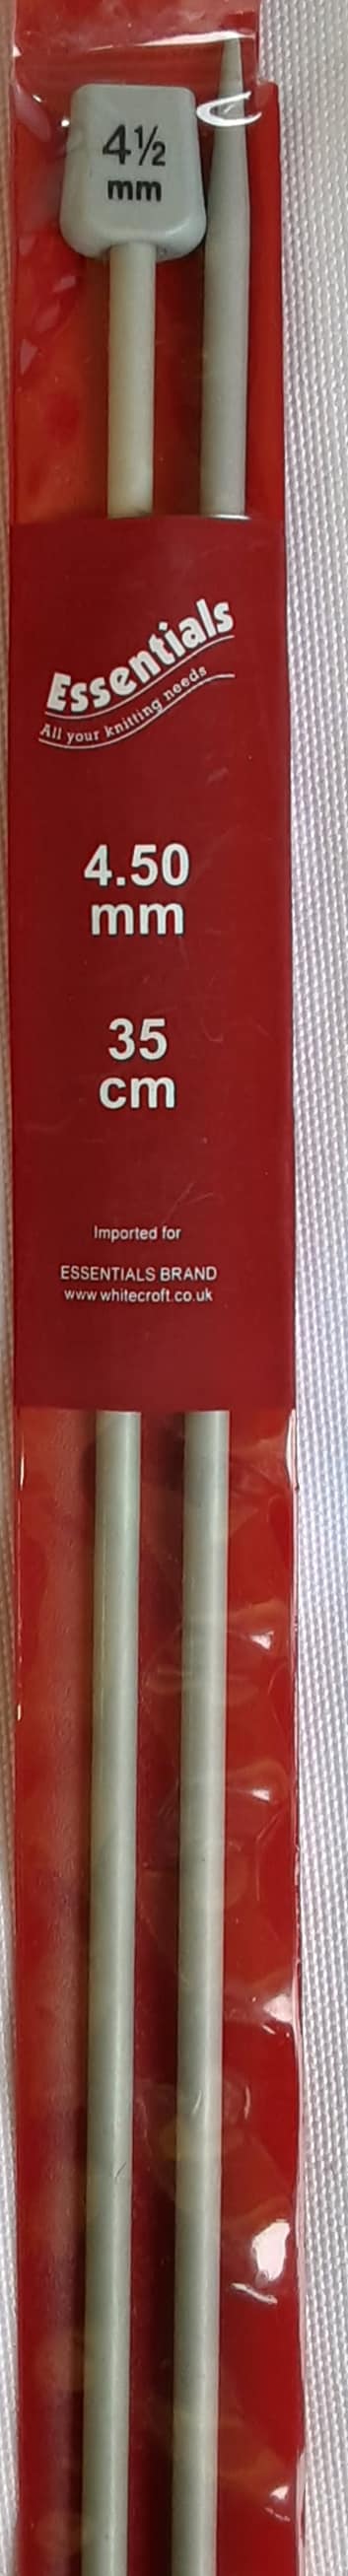 4½
mm
Essentials
All your knitting needs
4.50
mm
35
cm
Imported for
ESSENTIALS BRAND
www.whitecroft.co.uk